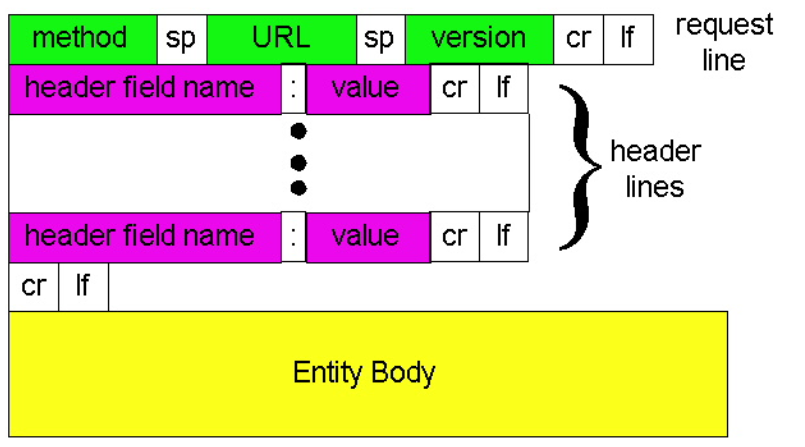 method sp URL sp version cr lf request line
header field name : value cr lf
header lines
header field name : value cr lf
cr lf
Entity Body